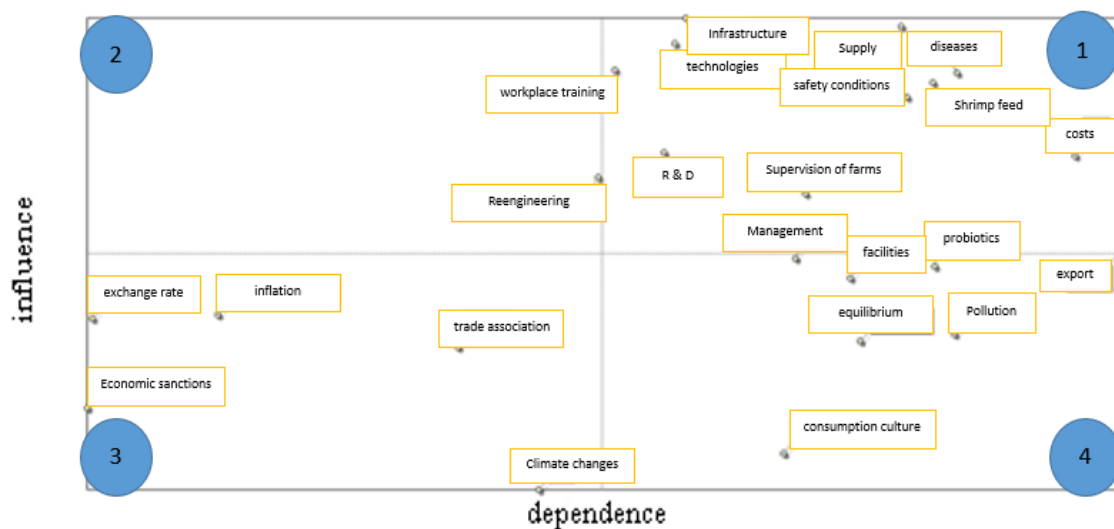 2
Infrastructure
Supply
diseases
1
technologies
workplace training
safety conditions
Shrimp feed
costs
R & D
Supervision of farms
Reengineering
Management
probiotics
facilities
export
exchange rate
inflation
influence
trade association
equilibrium
Pollution
Economic sanctions
consumption culture
3
Climate changes
4
dependence